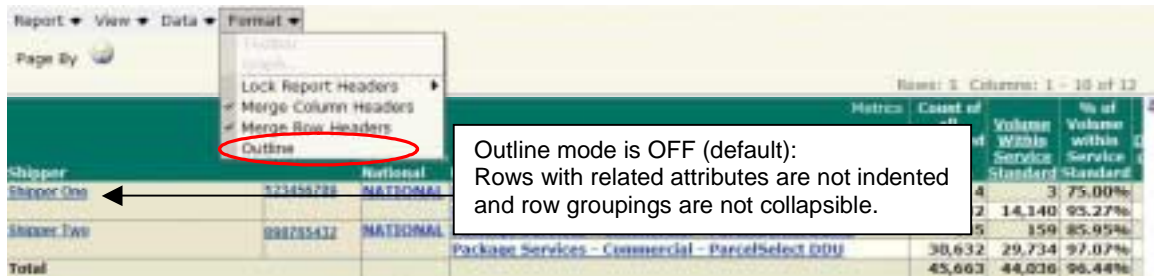 Report View Data Format
Page By
Toolbar
Graph...
Lock Report Headers
Rows: 5 Columns: 1 - 10 of 12
Merge Column Headers
Merge Row Headers
Outline
Metrics
Count of
Volume
Within
Service
Standard
% of
Volume
within
Service
Standard
Outline mode is OFF (default):
Rows with related attributes are not indented
and row groupings are not collapsible.
Shipper National
Shipper One NATIONAL 4 3 75.00%
2 14,140 95.27%
Shipper Two NATIONAL 5 159 85.95%
Package Services - Commercial - ParcelSelect DDU 30,632 29,734 97.07%
Total 45,663 44,036 96.44%